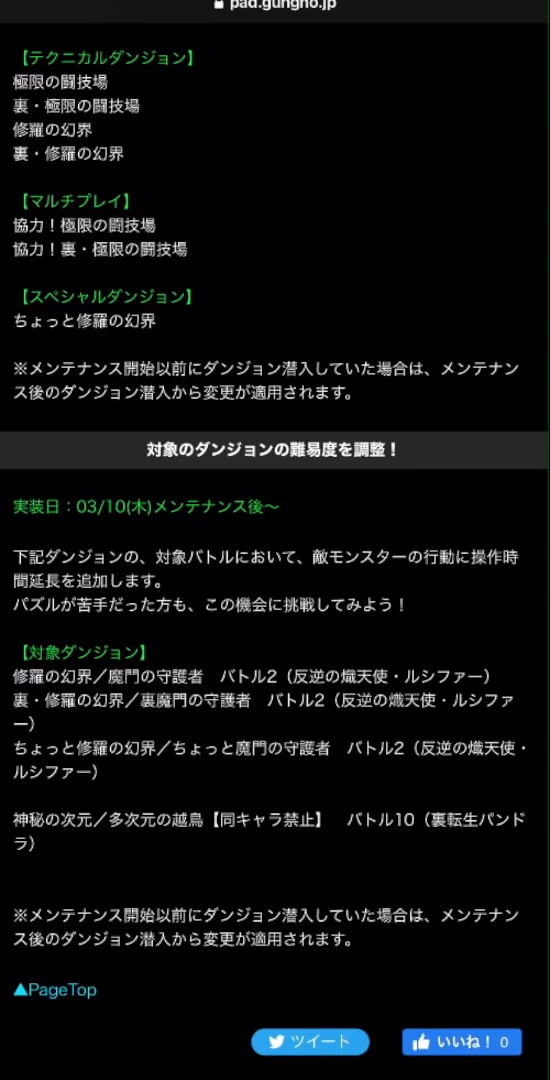 pad.gungho.jp
【テクニカルダンジョン】
極限の闘技場
裏・極限の闘技場
修羅の幻界
裏・修羅の幻界
【マルチプレイ】
協力！極限の闘技場
協力！裏・極限の闘技場
【スペシャルダンジョン】
ちょっと修羅の幻界
※メンテナンス開始以前にダンジョン潜入していた場合は、メンテナン
ス後のダンジョン潜入から変更が適用されます。
対象のダンジョンの難易度を調整！
実装日：03/10(木)メンテナンス後〜
下記ダンジョンの、対象バトルにおいて、敵モンスターの行動に操作時
間延長を追加します。
パズルが苦手だった方も、この機会に挑戦してみよう！
【対象ダンジョン】
修羅の幻界／魔門の守護者　バトル2（反逆の熾天使・ルシファー）
裏・修羅の幻界／裏魔門の守護者　バトル2（反逆の熾天使・ルシファ
ー）
ちょっと修羅の幻界／ちょっと魔門の守護者　バトル2（反逆の熾天使・
ルシファー）
神秘の次元／多次元の越鳥【同キャラ禁止】　バトル10（裏転生パンド
ラ）
※メンテナンス開始以前にダンジョン潜入していた場合は、メンテナン
ス後のダンジョン潜入から変更が適用されます。
▲PageTop
ツイート
いいね！ 0